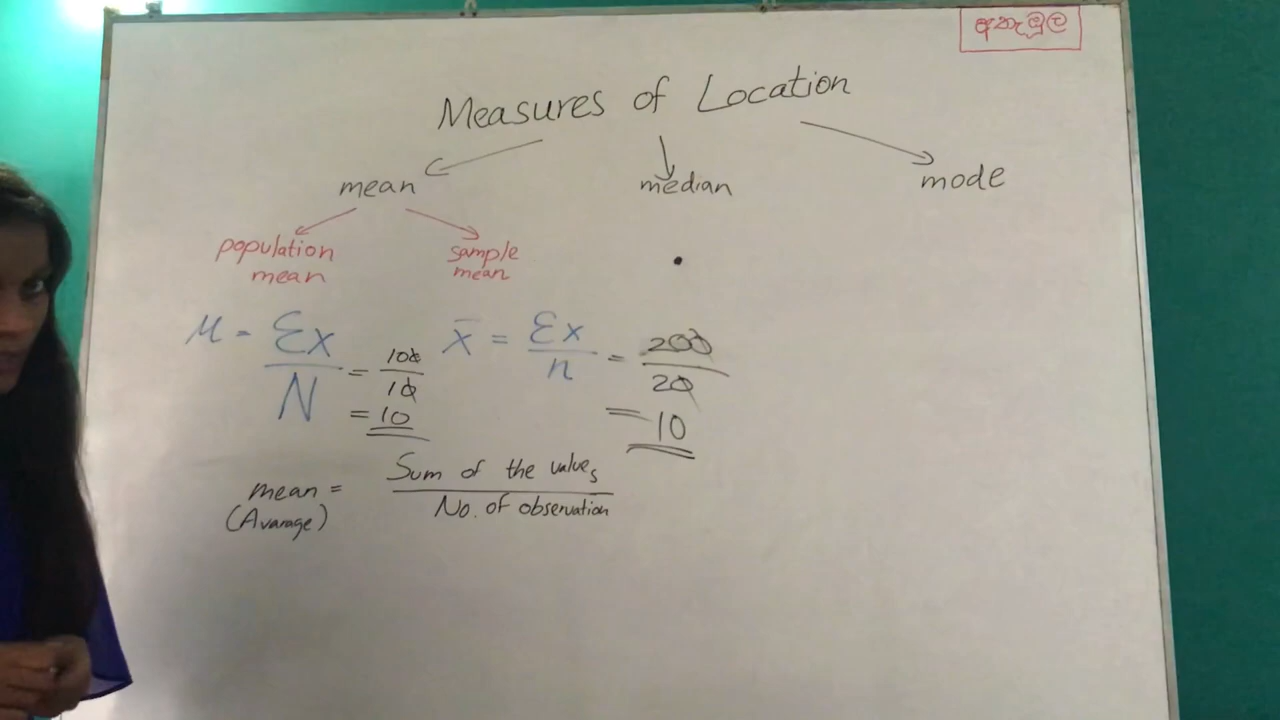 අතැඹුල
Measures of Location
mean
median
mode
population
mean
sample
mean
μ = Σx / N = 100 / 10
= 10
x̄ = Σx / n = 200 / 20
= 10
mean = Sum of the values
(Avarage)
No. of observation